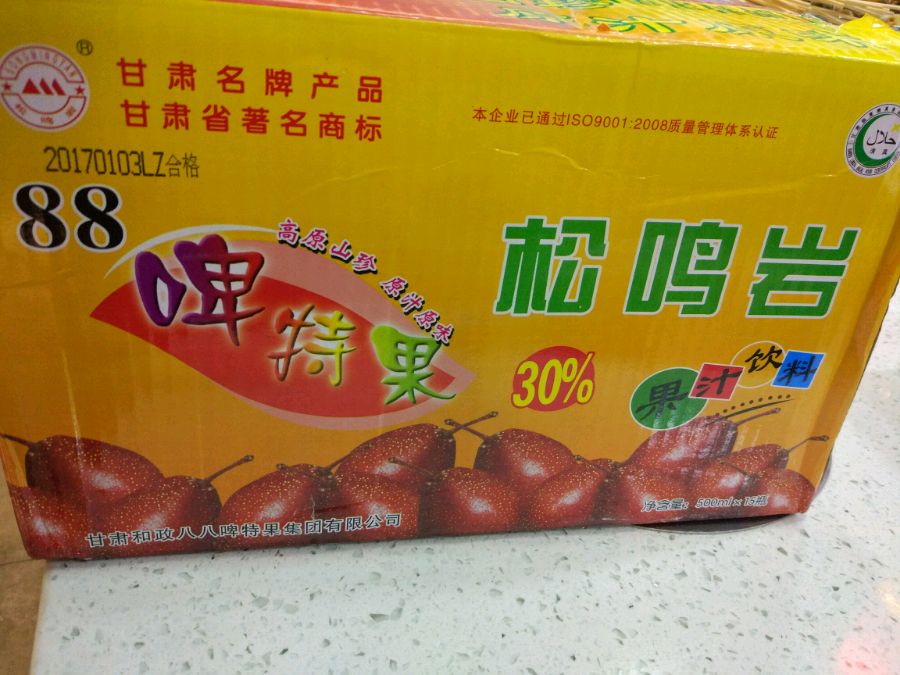 ®
甘肃名牌产品
甘肃省著名商标
本企业已通过ISO9001:2008质量管理体系认证
حلال
清真
20170103LZ合格
88
高原山珍 原汁原味
啤特果
松鸣岩
30%
果汁饮料
净含量：500ml×15瓶
甘肃和政八八啤特果集团有限公司